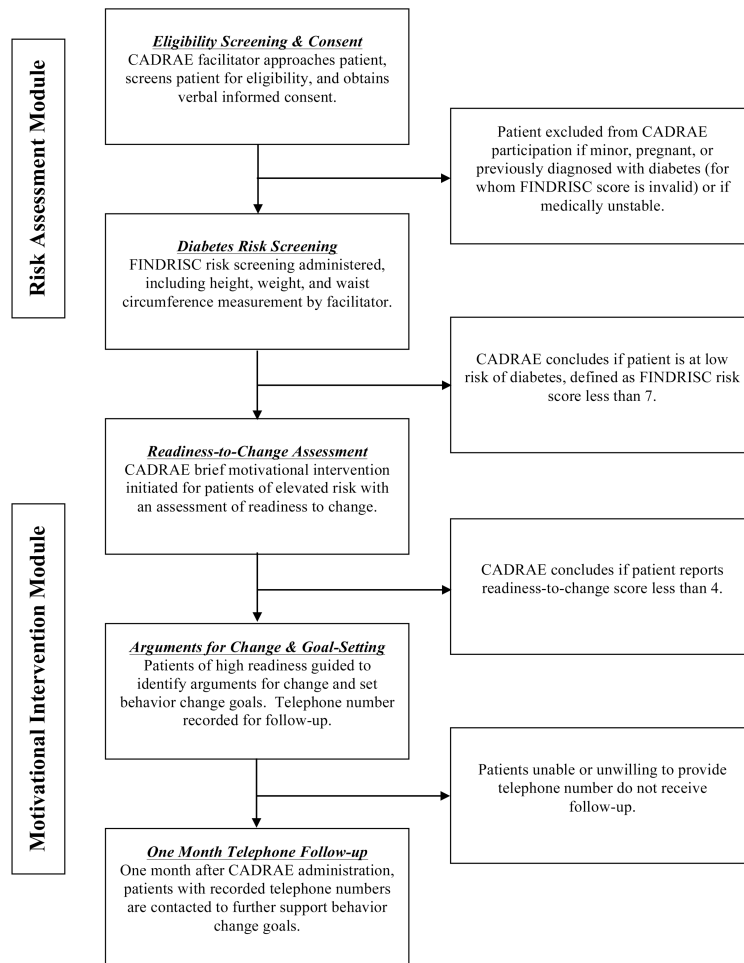 Risk Assessment Module
Eligibility Screening & Consent
CADRAE facilitator approaches patient,
screens patient for eligibility, and obtains
verbal informed consent.
Patient excluded from CADRAE
participation if minor, pregnant, or
previously diagnosed with diabetes (for
whom FINDRISC score is invalid) or if
medically unstable.
Diabetes Risk Screening
FINDRISC risk screening administered,
including height, weight, and waist
circumference measurement by facilitator.
CADRAE concludes if patient is at low
risk of diabetes, defined as FINDRISC risk
score less than 7.
Motivational Intervention Module
Readiness-to-Change Assessment
CADRAE brief motivational intervention
initiated for patients of elevated risk with
an assessment of readiness to change.
CADRAE concludes if patient reports
readiness-to-change score less than 4.
Arguments for Change & Goal-Setting
Patients of high readiness guided to
identify arguments for change and set
behavior change goals.  Telephone number
recorded for follow-up.
Patients unable or unwilling to provide
telephone number do not receive
follow-up.
One Month Telephone Follow-up
One month after CADRAE administration,
patients with recorded telephone numbers
are contacted to further support behavior
change goals.